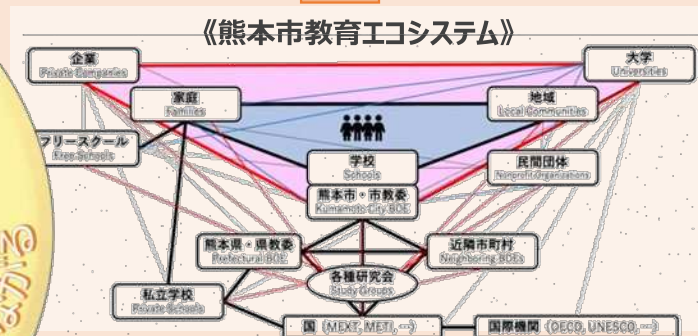 《熊本市教育エコシステム》
企業
Private Companies
大学
Universities
家庭
Families
地域
Local Communities
フリースクール
Free Schools
学校
Schools
民間団体
Nonprofit Organizations
熊本市・市教委
Kumamoto City BOE
熊本県・県教委
Prefectural BOE
近隣市町村
Neighboring BOEs
各種研究会
Study Groups
私立学校
Private Schools
国 (MEXT, METI, …)
国際機関 (OECD, UNESCO, …)
ながる